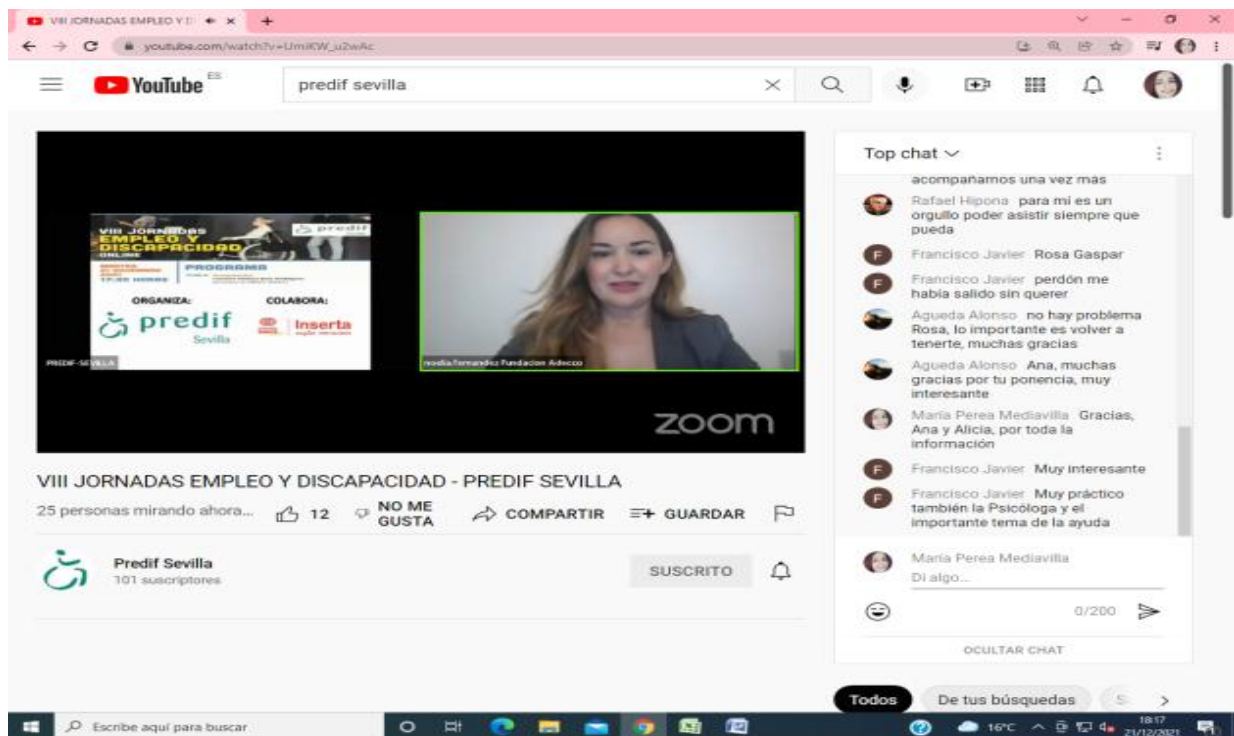 VIII JORNADAS EMPLEO Y D
youtube.com/watch?v=UmiKW_u2wAc
YouTube ES
predif sevilla
VIII JORNADAS
EMPLEO Y
DISCAPACIDAD
ONLINE
predif
PROGRAMA
ORGANIZA:
COLABORA:
predif
Sevilla
Inserta
PREDIF-SEVILLA
noelia.fernandez Fundacion Adecco
zoom
VIII JORNADAS EMPLEO Y DISCAPACIDAD - PREDIF SEVILLA
25 personas mirando ahora...
12
NO ME
GUSTA
COMPARTIR
GUARDAR
Predif Sevilla
101 suscriptores
SUSCRITO
Top chat
acompañarnos una vez más
Rafael Hipona para mi es un
orgullo poder asistir siempre que
pueda
Francisco Javier Rosa Gaspar
Francisco Javier perdón me
había salido sin querer
Agueda Alonso no hay problema
Rosa, lo importante es volver a
tenerte, muchas gracias
Agueda Alonso Ana, muchas
gracias por tu ponencia, muy
interesante
María Perea Mediavilla Gracias,
Ana y Alicia, por toda la
información
Francisco Javier Muy interesante
Francisco Javier Muy práctico
también la Psicóloga y el
importante tema de la ayuda
María Perea Mediavilla
Di algo...
0/200
OCULTAR CHAT
Todos
De tus búsquedas
Escribe aquí para buscar
16°C
18:17
21/12/2021